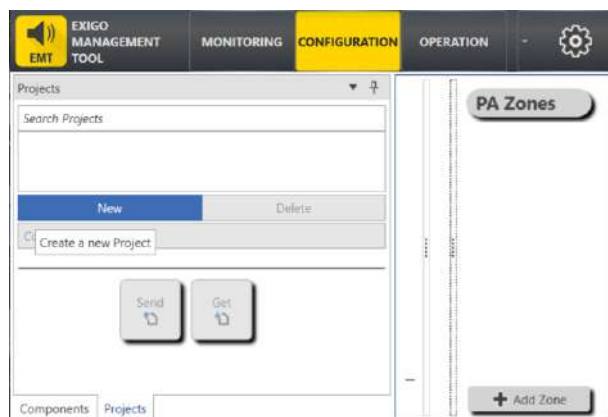 EXIGO
MANAGEMENT
TOOL
EMT
MONITORING
CONFIGURATION
OPERATION
Projects
Search Projects
New
Delete
Create a new Project
Send
Get
Components
Projects
PA Zones
Add Zone